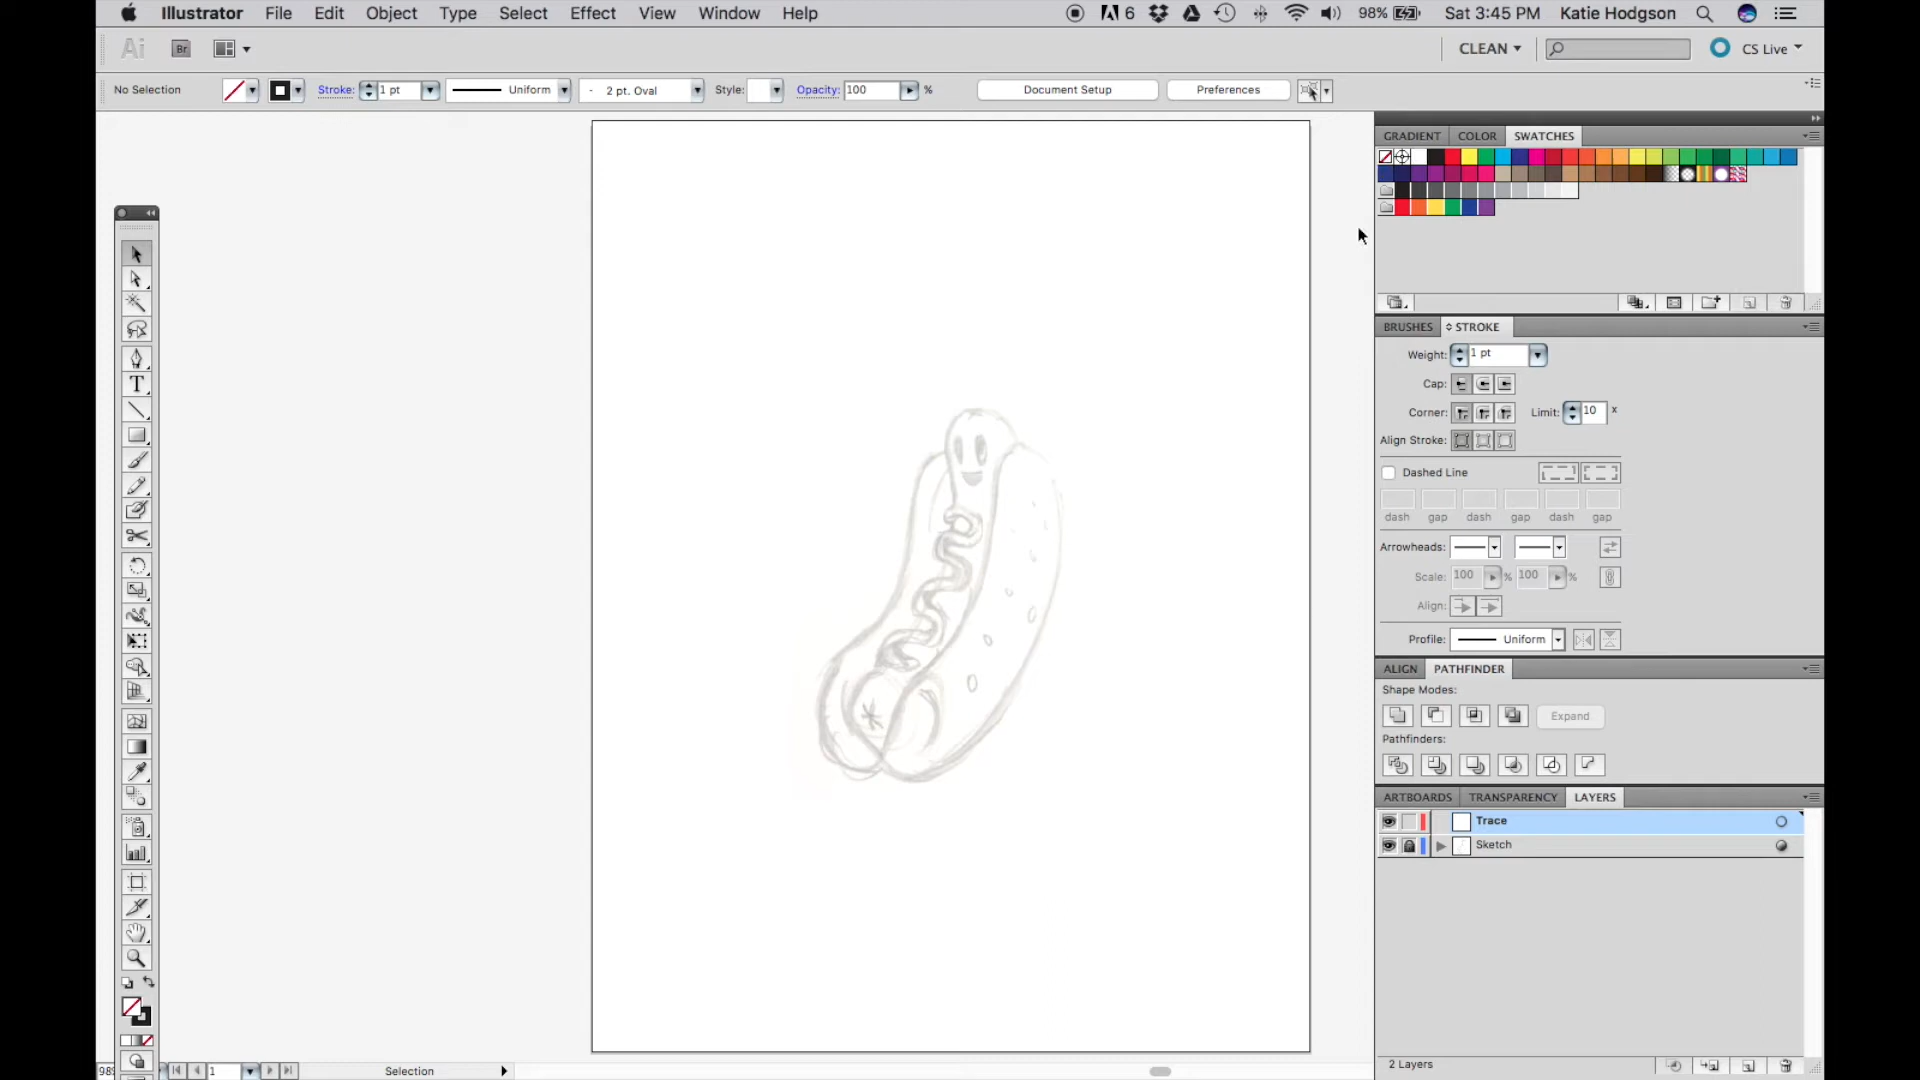 Illustrator File Edit Object Type Select Effect View Window Help 6 98% Sat 3:45 PM Katie Hodgson
Ai Br CLEAN CS Live
No Selection Stroke: 1 pt Uniform - 2 pt. Oval Style: Opacity: 100 % Document Setup Preferences
GRADIENT COLOR SWATCHES
BRUSHES STROKE
Weight: 1 pt
Cap:
Corner: Limit: 10 x
Align Stroke:
Dashed Line
dash gap dash gap dash gap
Arrowheads:
Scale: 100 % 100 %
Align:
Profile: Uniform
ALIGN PATHFINDER
Shape Modes:
Expand
Pathfinders:
ARTBOARDS TRANSPARENCY LAYERS
Trace
Sketch
2 Layers
1 Selection